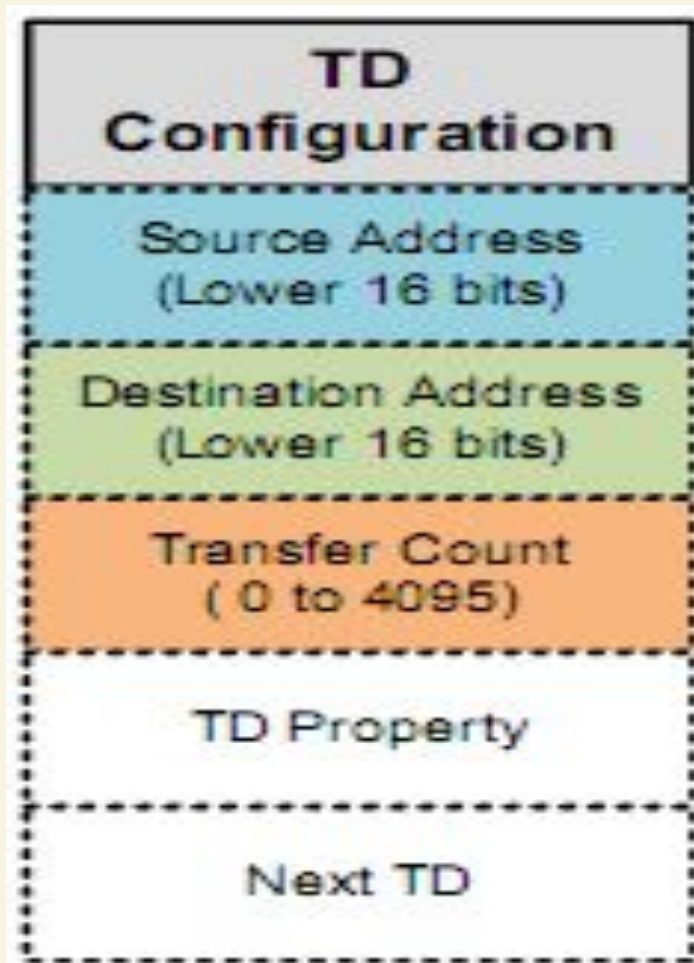 TD
Configuration
Source Address
(Lower 16 bits)
Destination Address
(Lower 16 bits)
Transfer Count
( 0 to 4095)
TD Property
Next TD